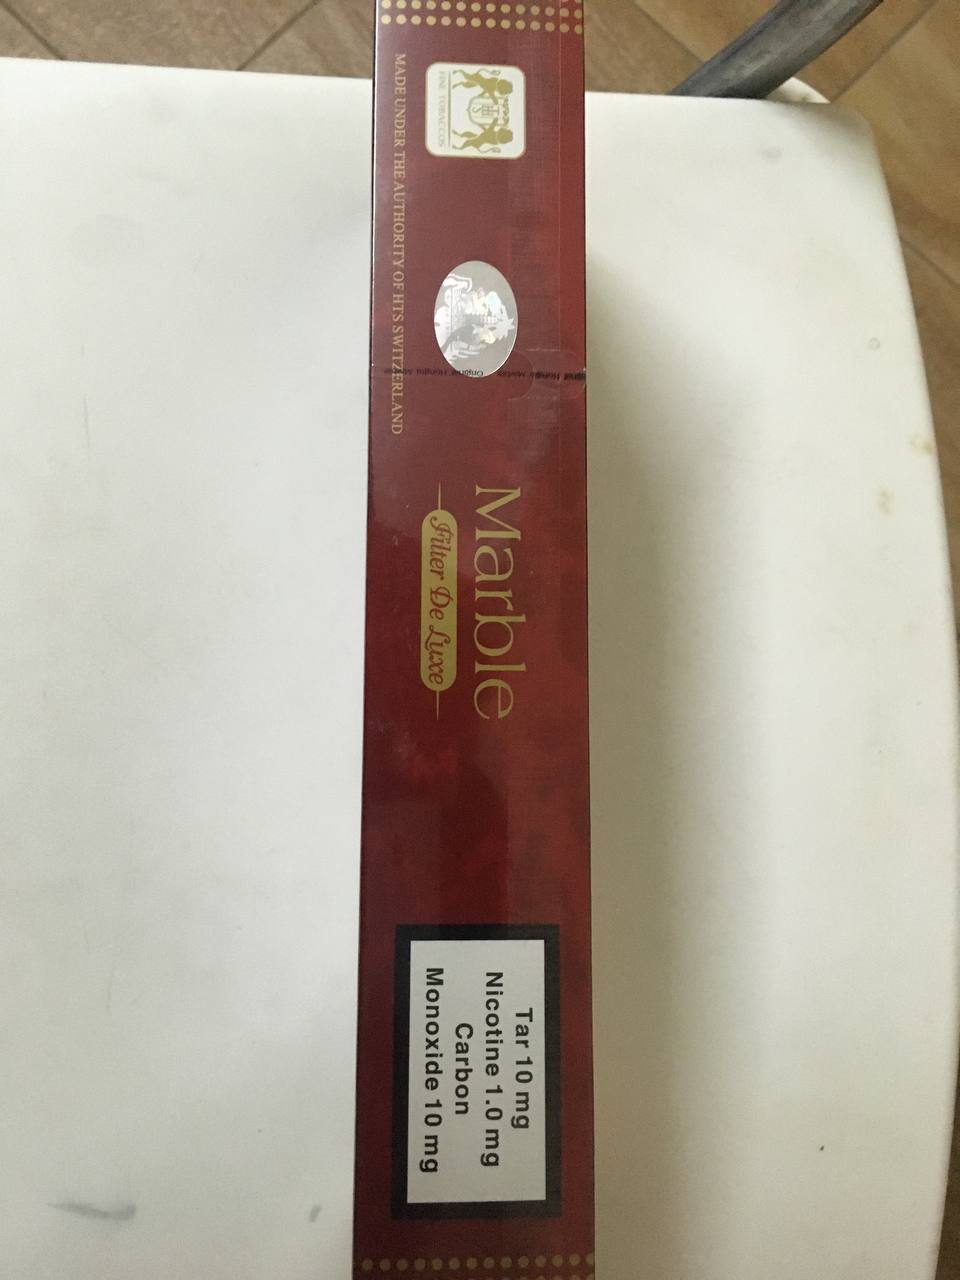 FINE TOBACCOS
MADE UNDER THE AUTHORITY OF HTS SWITZERLAND
Marble
Filter De Luxe
Tar 10 mg
Nicotine 1.0 mg
Carbon
Monoxide 10 mg